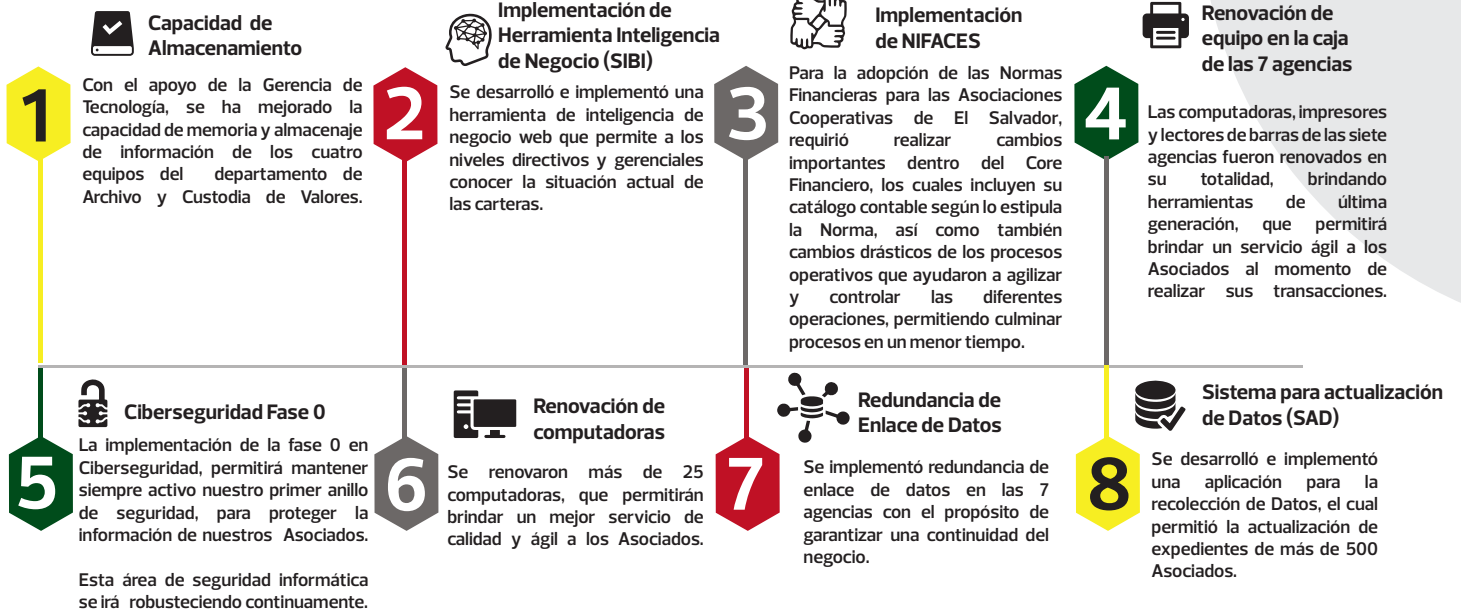 Capacidad de
Almacenamiento
1
Con el apoyo de la Gerencia de
Tecnología, se ha mejorado la
capacidad de memoria y almacenaje
de información de los cuatro
equipos del departamento de
Archivo y Custodia de Valores.
Implementación de
Herramienta Inteligencia
de Negocio (SIBI)
2
Se desarrolló e implementó una
herramienta de inteligencia de
negocio web que permite a los
niveles directivos y gerenciales
conocer la situación actual de
las carteras.
Implementación
de NIFACES
3
Para la adopción de las Normas
Financieras para las Asociaciones
Cooperativas de El Salvador,
requirió realizar cambios
importantes dentro del Core
Financiero, los cuales incluyen su
catálogo contable según lo estipula
la Norma, así como también
cambios drásticos de los procesos
operativos que ayudaron a agilizar
y controlar las diferentes
operaciones, permitiendo culminar
procesos en un menor tiempo.
Renovación de
equipo en la caja
de las 7 agencias
4
Las computadoras, impresores
y lectores de barras de las siete
agencias fueron renovados en
su totalidad, brindando
herramientas de última
generación, que permitirá
brindar un servicio ágil a los
Asociados al momento de
realizar sus transacciones.
Ciberseguridad Fase 0
5
La implementación de la fase 0 en
Ciberseguridad, permitirá mantener
siempre activo nuestro primer anillo
de seguridad, para proteger la
información de nuestros Asociados.
Esta área de seguridad informática
se irá robusteciendo continuamente.
Renovación de
computadoras
6
Se renovaron más de 25
computadoras, que permitirán
brindar un mejor servicio de
calidad y ágil a los Asociados.
Redundancia de
Enlace de Datos
7
Se implementó redundancia de
enlace de datos en las 7
agencias con el propósito de
garantizar una continuidad del
negocio.
Sistema para actualización
de Datos (SAD)
8
Se desarrolló e implementó
una aplicación para la
recolección de Datos, el cual
permitió la actualización de
expedientes de más de 500
Asociados.